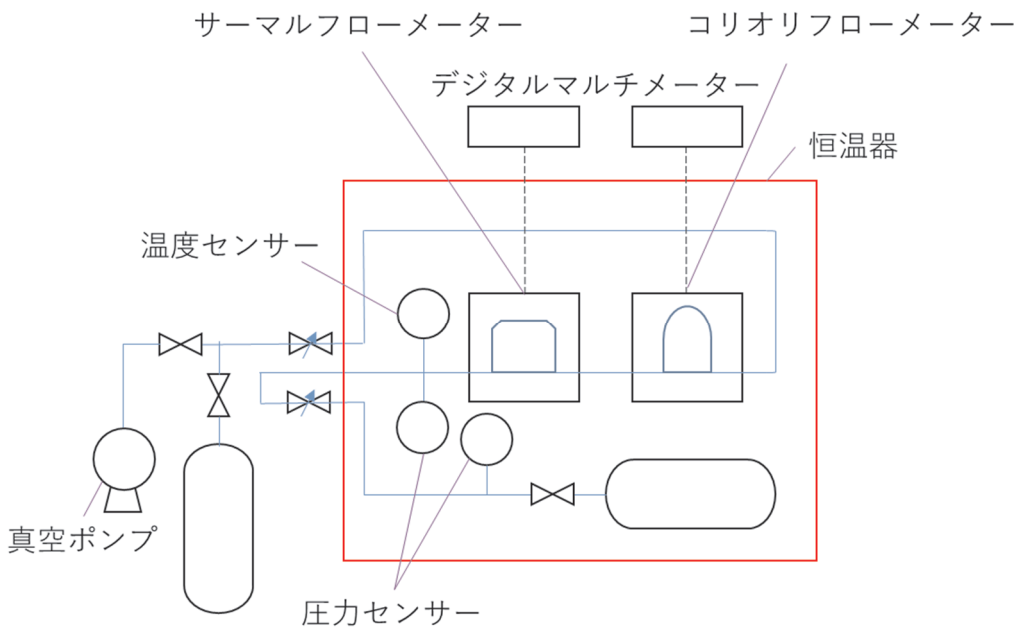 サーマルフローメーター
コリオリフローメーター
デジタルマルチメーター
恒温器
温度センサー
真空ポンプ
圧力センサー